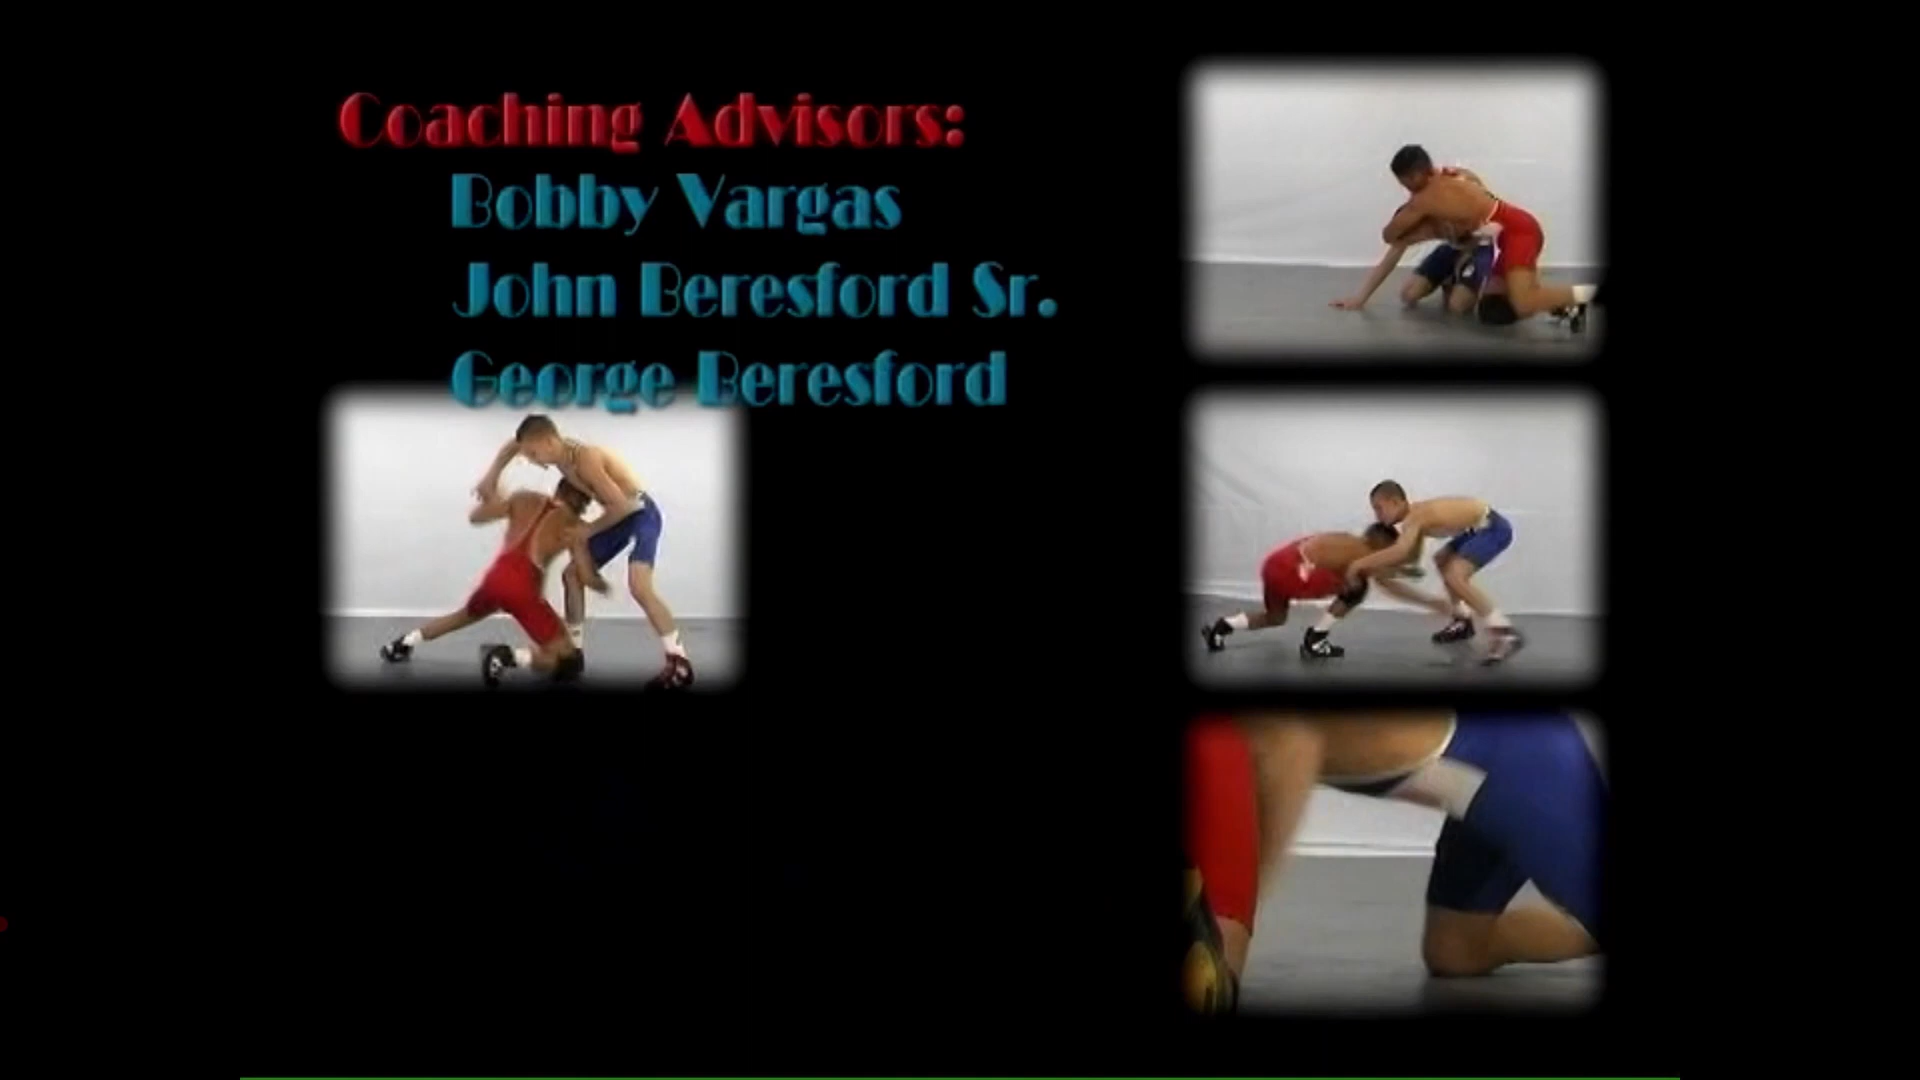 Coaching Advisors:
Bobby Vargas
John Beresford Sr.
George Beresford